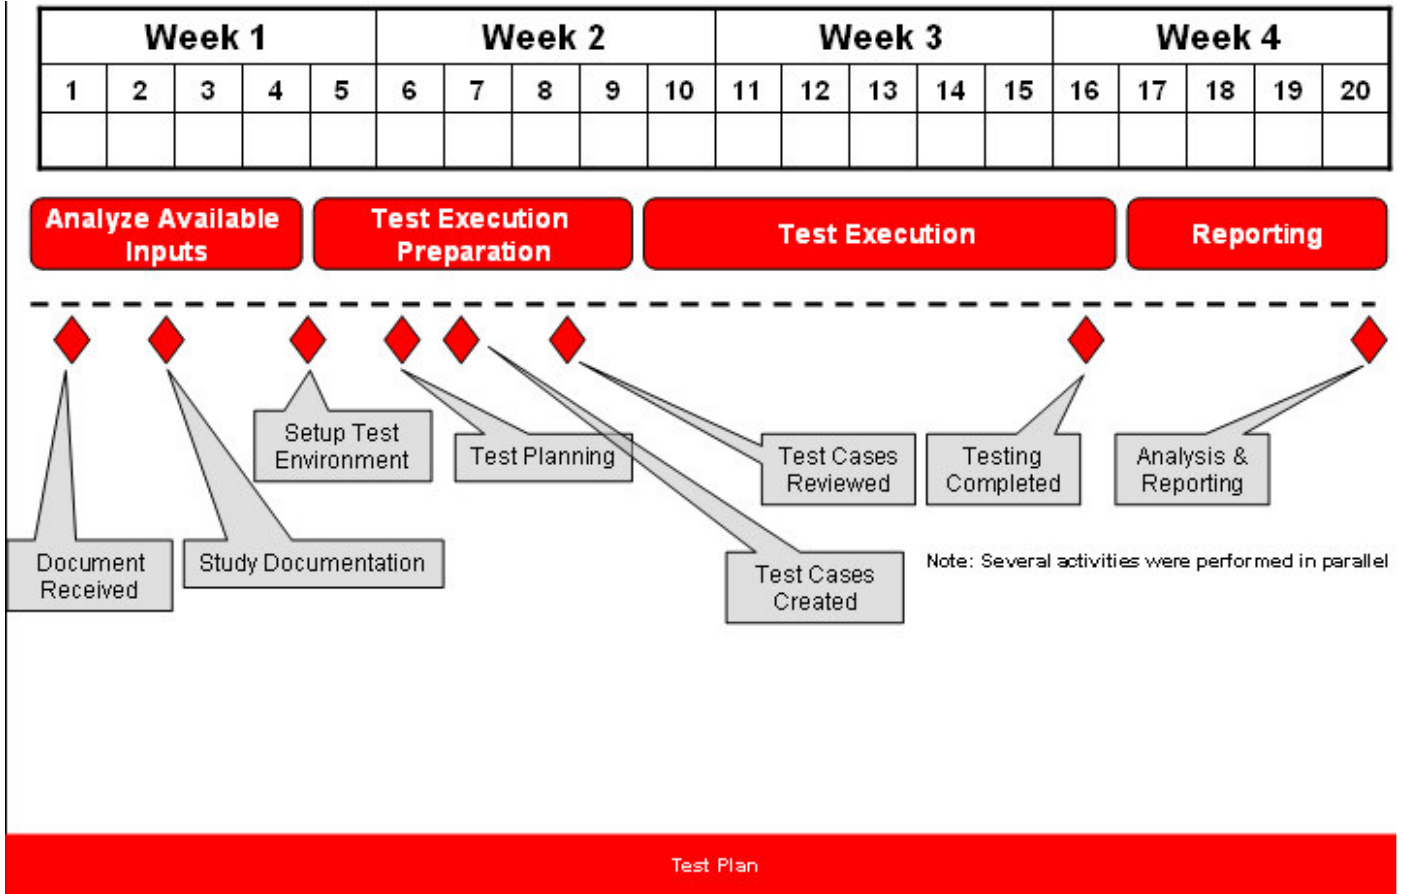 Week 1 Week 2 Week 3 Week 4
1 2 3 4 5 6 7 8 9 10 11 12 13 14 15 16 17 18 19 20
Analyze Available
Inputs
Test Execution
Preparation
Test Execution
Reporting
Setup Test
Environment
Test Planning
Test Cases
Reviewed
Testing
Completed
Analysis &
Reporting
Document
Received
Study Documentation
Test Cases
Created
Note: Several activities were performed in parallel
Test Plan